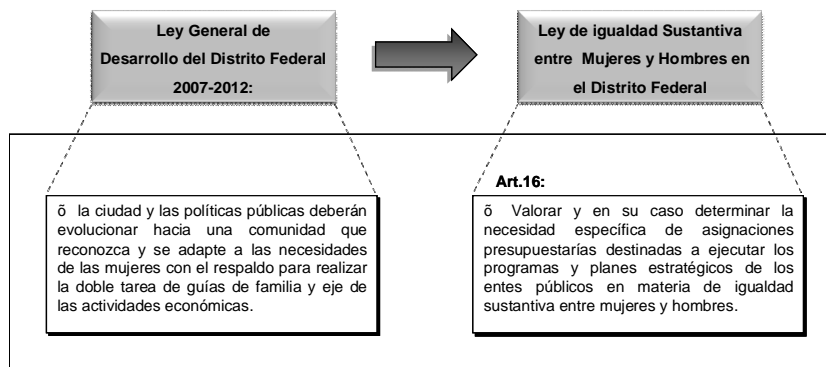 Ley General de
Desarrollo del Distrito Federal
2007-2012:
Ley de igualdad Sustantiva
entre Mujeres y Hombres en
el Distrito Federal
õ la ciudad y las políticas públicas deberán
evolucionar hacia una comunidad que
reconozca y se adapte a las necesidades
de las mujeres con el respaldo para realizar
la doble tarea de guías de familia y eje de
las actividades económicas.
Art.16:
õ Valorar y en su caso determinar la
necesidad específica de asignaciones
presupuestarías destinadas a ejecutar los
programas y planes estratégicos de los
entes públicos en materia de igualdad
sustantiva entre mujeres y hombres.